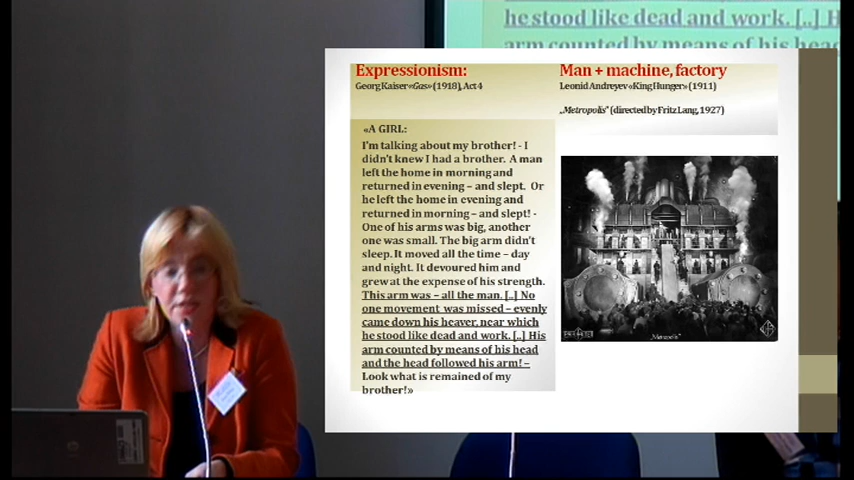 he stood like dead and work. [..] H
arm counted by means of his head
Expressionism:
Georg Kaiser «Gas» (1918), Act 4
«A GIRL:
I'm talking about my brother! - I
didn't knew I had a brother. A man
left the home in morning and
returned in evening – and slept. Or
he left the home in evening and
returned in morning – and slept! -
One of his arms was big, another
one was small. The big arm didn't
sleep. It moved all the time – day
and night. It devoured him and
grew at the expense of his strength.
This arm was – all the man. [..] No
one movement was missed – evenly
came down his heaver, near which
he stood like dead and work. [..] His
arm counted by means of his head
and the head followed his arm! –
Look what is remained of my
brother!»
Man + machine, factory
Leonid Andreyev «King Hunger» (1911)
„Metropolis" (directed by Fritz Lang, 1927)
„Metropolis"
hp